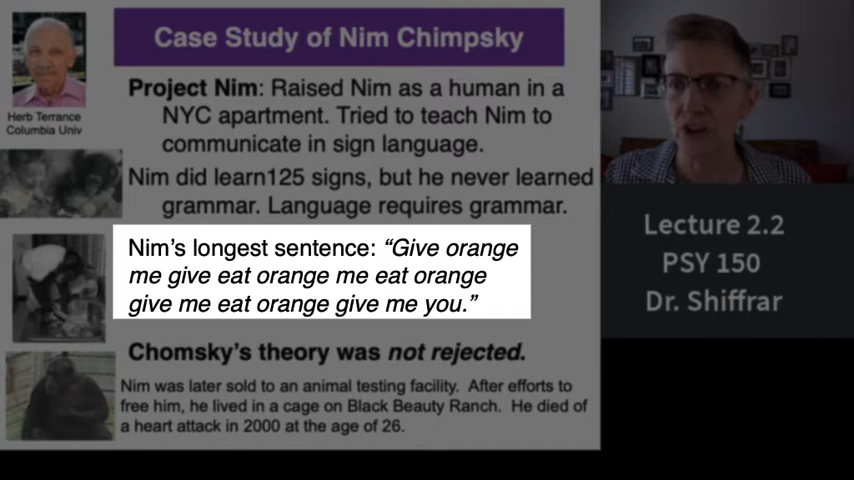 Case Study of Nim Chimpsky
Herb Terrance
Columbia Univ
Project Nim: Raised Nim as a human in a
NYC apartment. Tried to teach Nim to
communicate in sign language.
Nim did learn125 signs, but he never learned
grammar. Language requires grammar.
Nim’s longest sentence: “Give orange
me give eat orange me eat orange
give me eat orange give me you.”
Chomsky’s theory was not rejected.
Nim was later sold to an animal testing facility. After efforts to
free him, he lived in a cage on Black Beauty Ranch. He died of
a heart attack in 2000 at the age of 26.
Lecture 2.2
PSY 150
Dr. Shiffrar